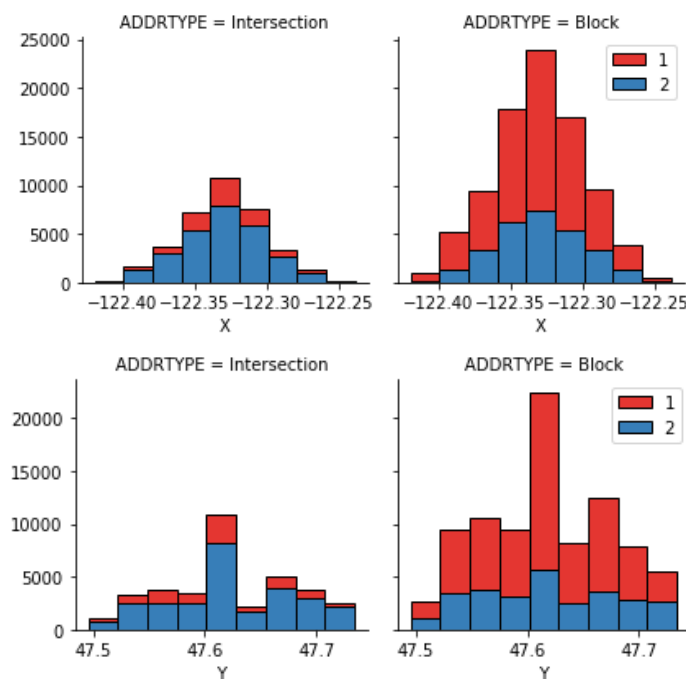 ADDRTYPE = Intersection
ADDRTYPE = Block
25000
20000
15000
10000
5000
0
1
2
−122.40 −122.35 −122.30 −122.25
X
−122.40 −122.35 −122.30 −122.25
X
ADDRTYPE = Intersection
ADDRTYPE = Block
20000
15000
10000
5000
0
1
2
47.5 47.6 47.7
Y
47.5 47.6 47.7
Y